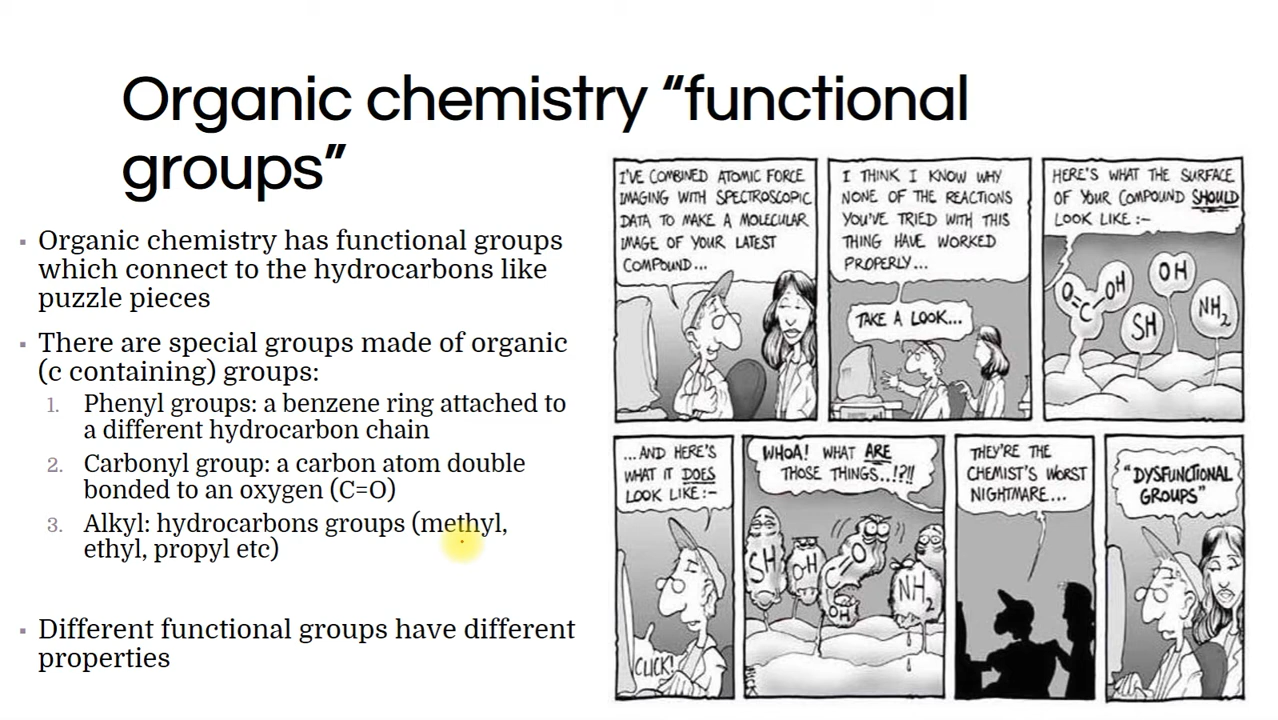 Organic chemistry “functional
groups”
▪ Organic chemistry has functional groups
which connect to the hydrocarbons like
puzzle pieces
▪ There are special groups made of organic
(c containing) groups:
1. Phenyl groups: a benzene ring attached to
a different hydrocarbon chain
2. Carbonyl group: a carbon atom double
bonded to an oxygen (C=O)
3. Alkyl: hydrocarbons groups (methyl,
ethyl, propyl etc)
▪ Different functional groups have different
properties
I'VE COMBINED ATOMIC FORCE
IMAGING WITH SPECTROSCOPIC
DATA TO MAKE A MOLECULAR
IMAGE OF YOUR LATEST
COMPOUND...
I THINK I KNOW WHY
NONE OF THE REACTIONS
YOU'VE TRIED WITH THIS
THING HAVE WORKED
PROPERLY...
TAKE A LOOK...
HERE'S WHAT THE SURFACE
OF YOUR COMPOUND SHOULD
LOOK LIKE:-
O=C-OH
SH
OH
NH2
...AND HERE'S
WHAT IT DOES
LOOK LIKE:-
CLICK!
WHOA! WHAT ARE
THOSE THINGS...!?!!
SH
O-H
C=O
OH
NH2
THEY'RE THE
CHEMIST'S WORST
NIGHTMARE...
"DYSFUNCTIONAL
GROUPS"